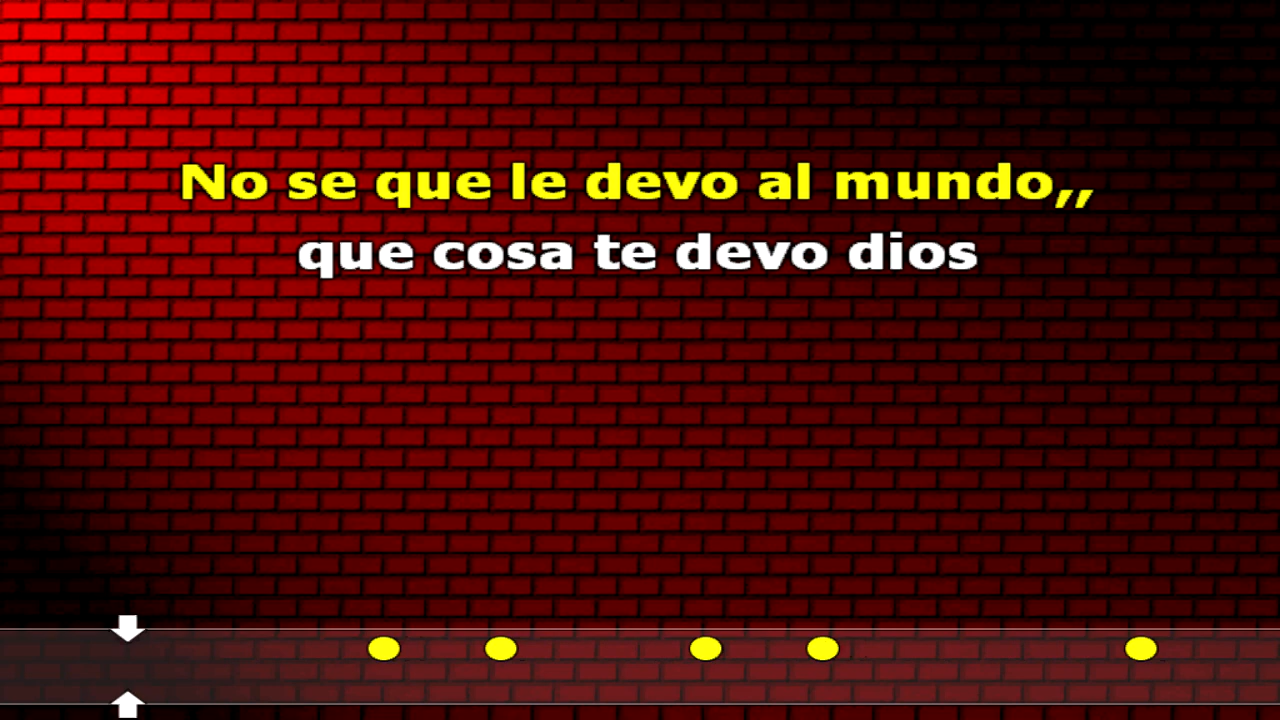 No se que le devo al mundo,,
que cosa te devo dios